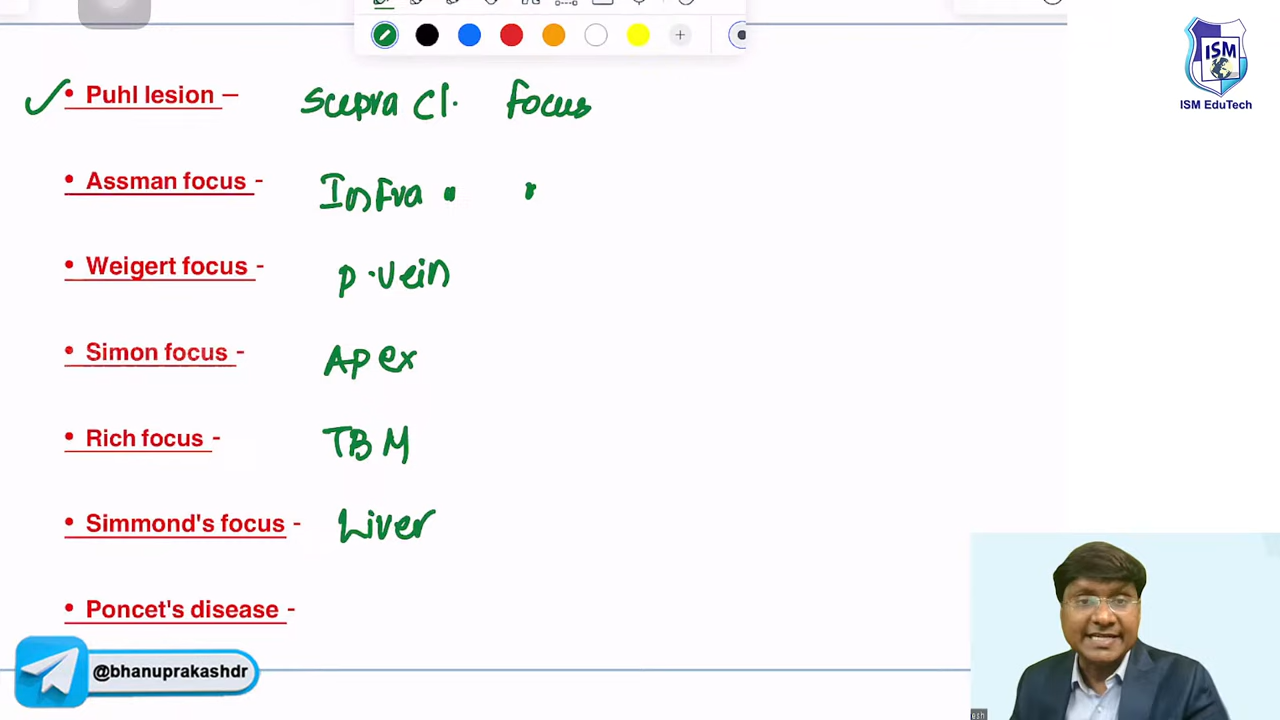 ISM
ISM EduTech
• Puhl lesion – Supra cl. focus
• Assman focus - Infra " "
• Weigert focus - p. vein
• Simon focus - Apex
• Rich focus - TBM
• Simmond's focus - Liver
• Poncet's disease -
@bhanuprakashdr
esh